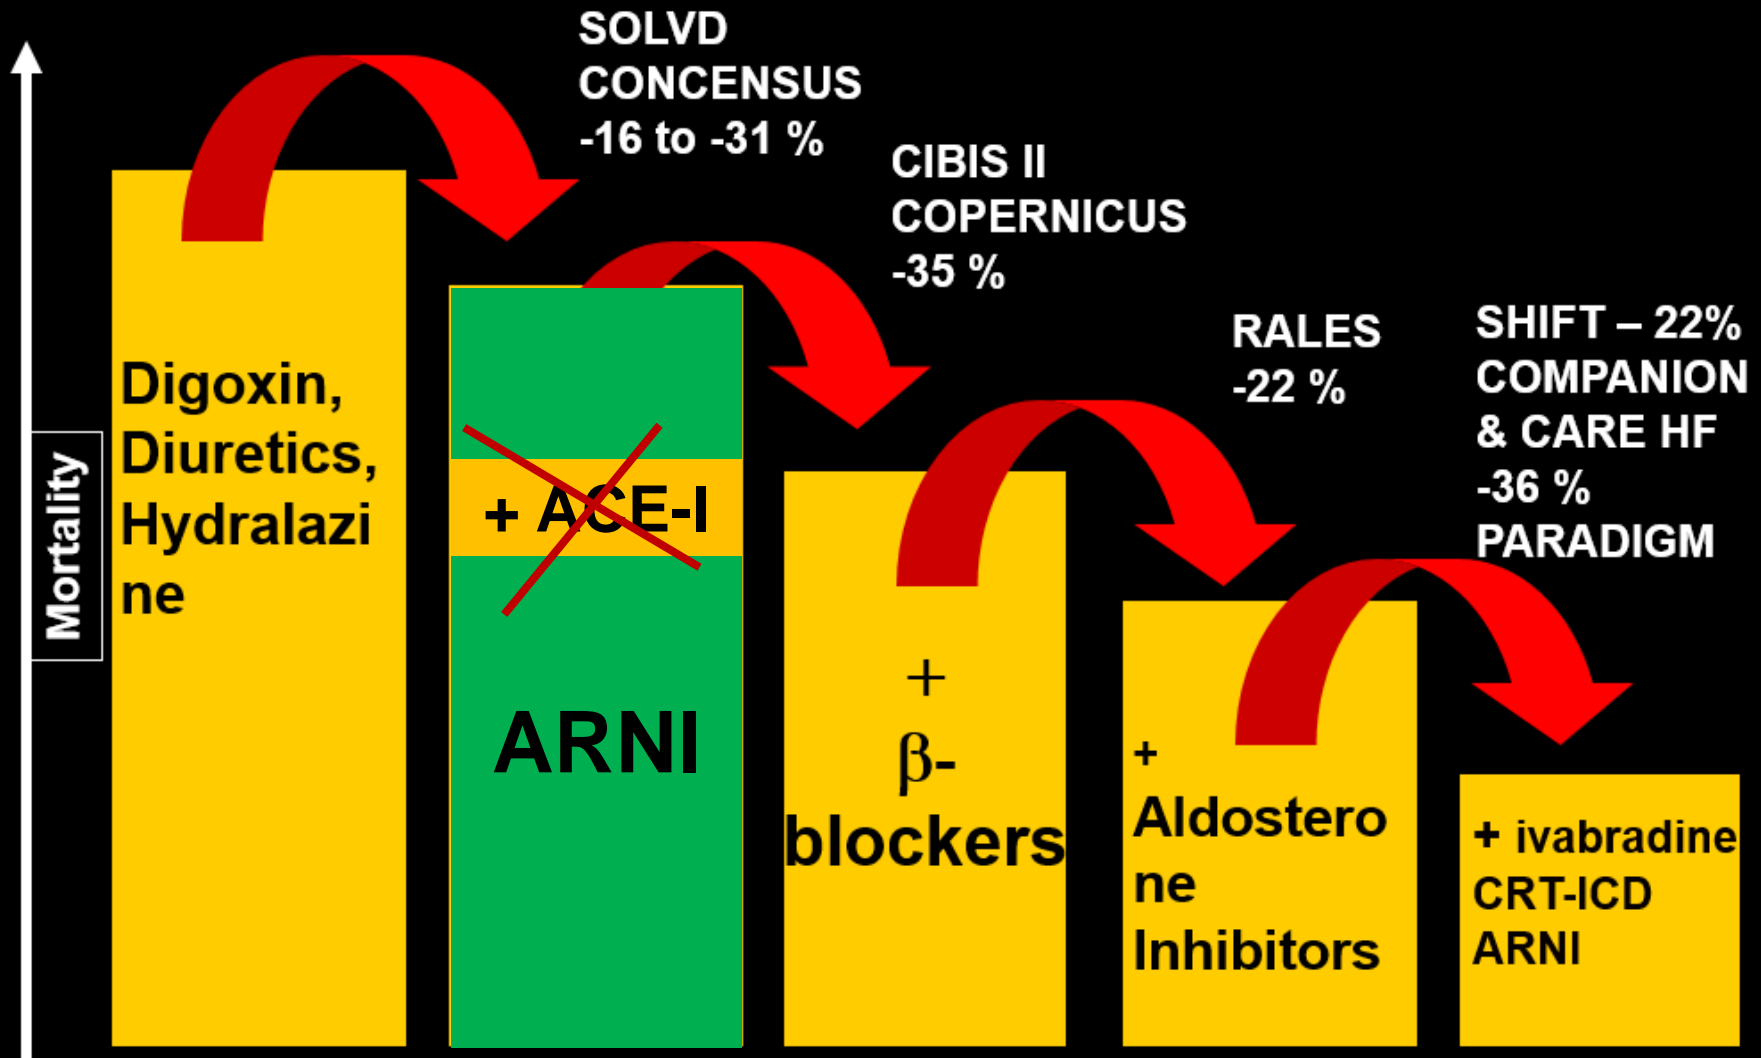 SOLVD
CONCENSUS
-16 to -31 %
CIBIS II
COPERNICUS
-35 %
RALES
-22 %
SHIFT – 22%
COMPANION
& CARE HF
-36 %
PARADIGM
Mortality
Digoxin,
Diuretics,
Hydralazi
ne
+ ACE-I
ARNI
+
β-
blockers
+
Aldostero
ne
Inhibitors
+ ivabradine
CRT-ICD
ARNI